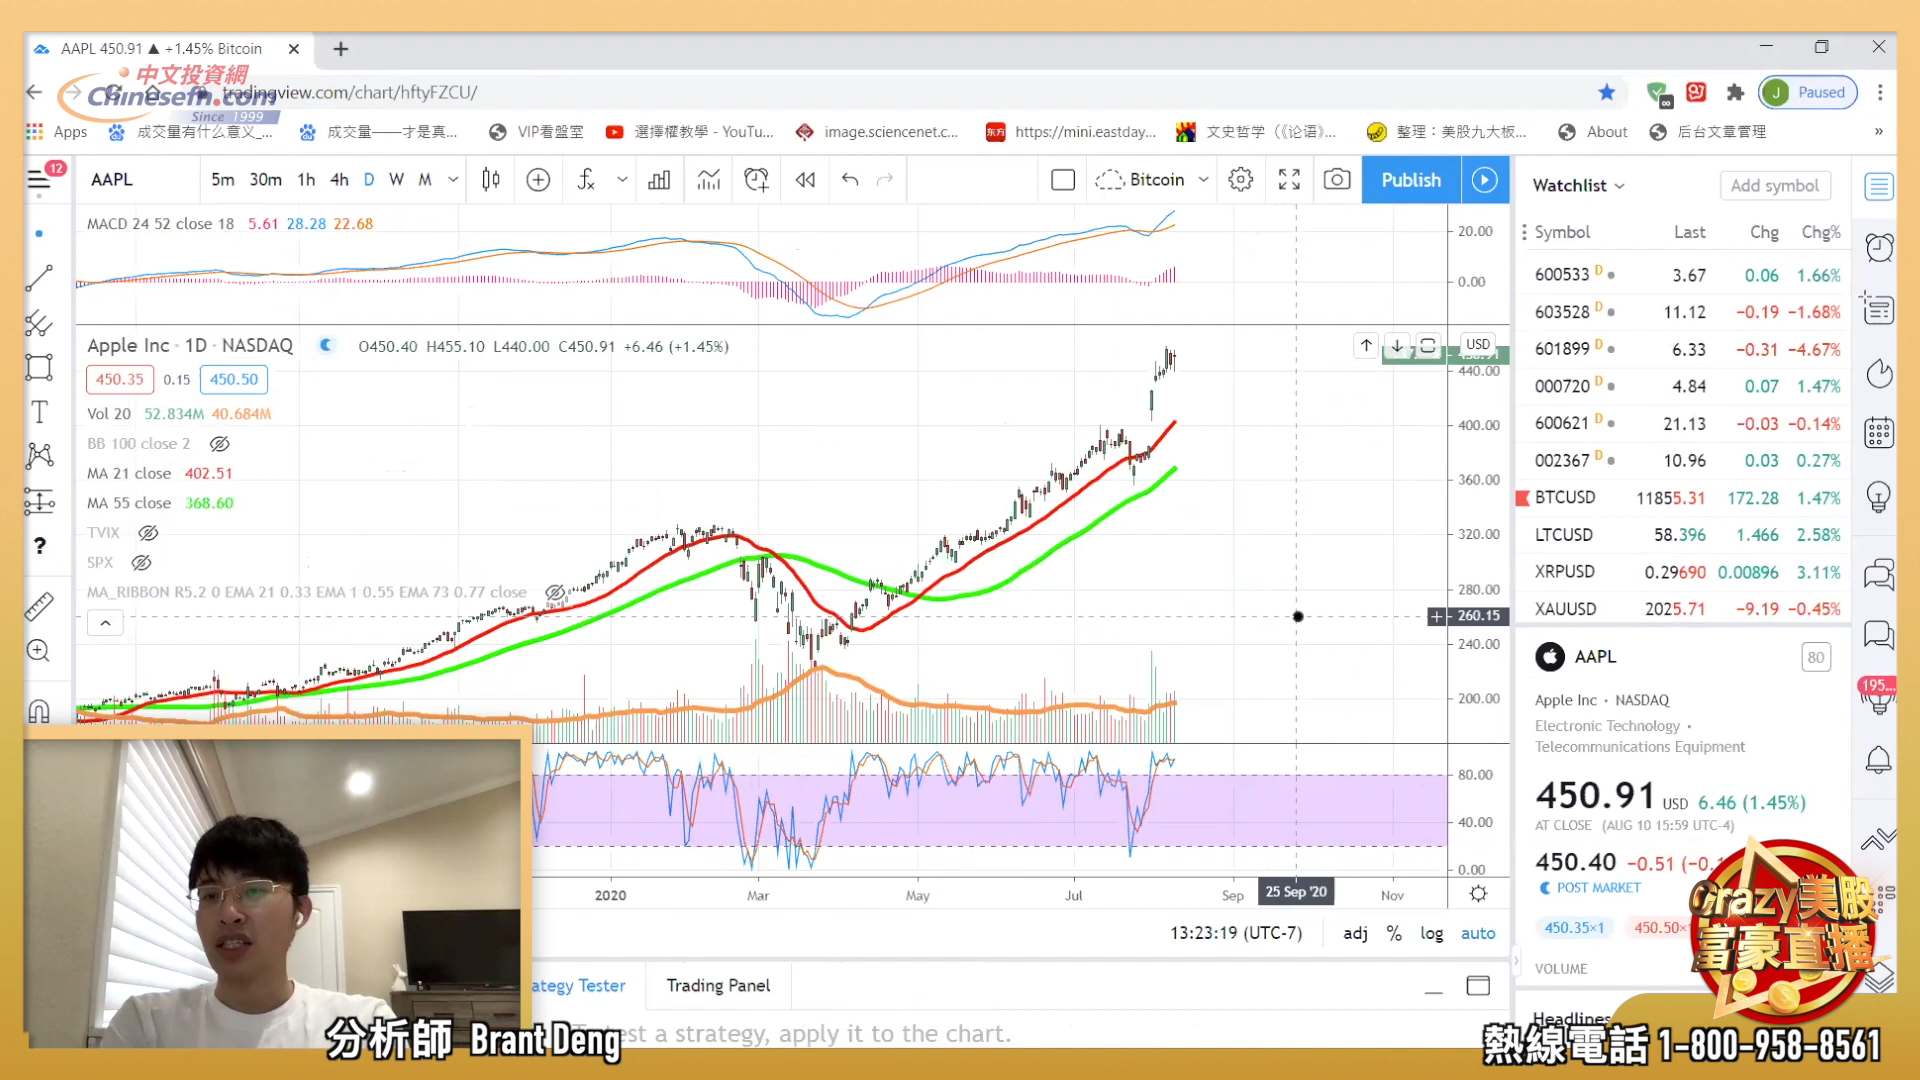 AAPL 450.91 ▲ +1.45% Bitcoin
中文投資網
Chinesefn.com
Since 1999
tradingview.com/chart/hftyFZCU/
J Paused
Apps 成交量有什么意义_... 成交量——才是真... VIP看盤室 選擇權教學 - YouTu... image.sciencenet.c... 东方 https://mini.eastday... 文史哲学（《论语》... 整理：美股九大板... About 后台文章管理 »
12
AAPL 5m 30m 1h 4h D W M Bitcoin Publish
Watchlist Add symbol
MACD 24 52 close 18 5.61 28.28 22.68
20.00
0.00
Symbol Last Chg Chg%
600533 D 3.67 0.06 1.66%
603528 D 11.12 −0.19 −1.68%
601899 D 6.33 −0.31 −4.67%
000720 D 4.84 0.07 1.47%
600621 D 21.13 −0.03 −0.14%
002367 D 10.96 0.03 0.27%
BTCUSD 11855.31 172.28 1.47%
LTCUSD 58.396 1.466 2.58%
XRPUSD 0.29690 0.00896 3.11%
XAUUSD 2025.71 −9.19 −0.45%
Apple Inc · 1D · NASDAQ O450.40 H455.10 L440.00 C450.91 +6.46 (+1.45%)
USD
450.35 0.15 450.50
Vol 20 52.834M 40.684M
BB 100 close 2
MA 21 close 402.51
MA 55 close 368.60
TVIX
SPX
MA_RIBBON R5.2 0 EMA 21 0.33 EMA 1 0.55 EMA 73 0.77 close
440.00
400.00
360.00
320.00
280.00
260.15
240.00
200.00
80.00
40.00
0.00
2020 Mar May Jul Sep 25 Sep '20 Nov
13:23:19 (UTC-7) adj % log auto
AAPL 80
Apple Inc · NASDAQ
Electronic Technology ·
Telecommunications Equipment
195...
450.91 USD 6.46 (1.45%)
AT CLOSE (AUG 10 15:59 UTC-4)
450.40 −0.51
POST MARKET
450.35×1 450.50×
VOLUME
Headlines
Crazy美股
富豪直播
ategy Tester Trading Panel
est a strategy, apply it to the chart.
分析師 Brant Deng
熱線電話 1-800-958-8561